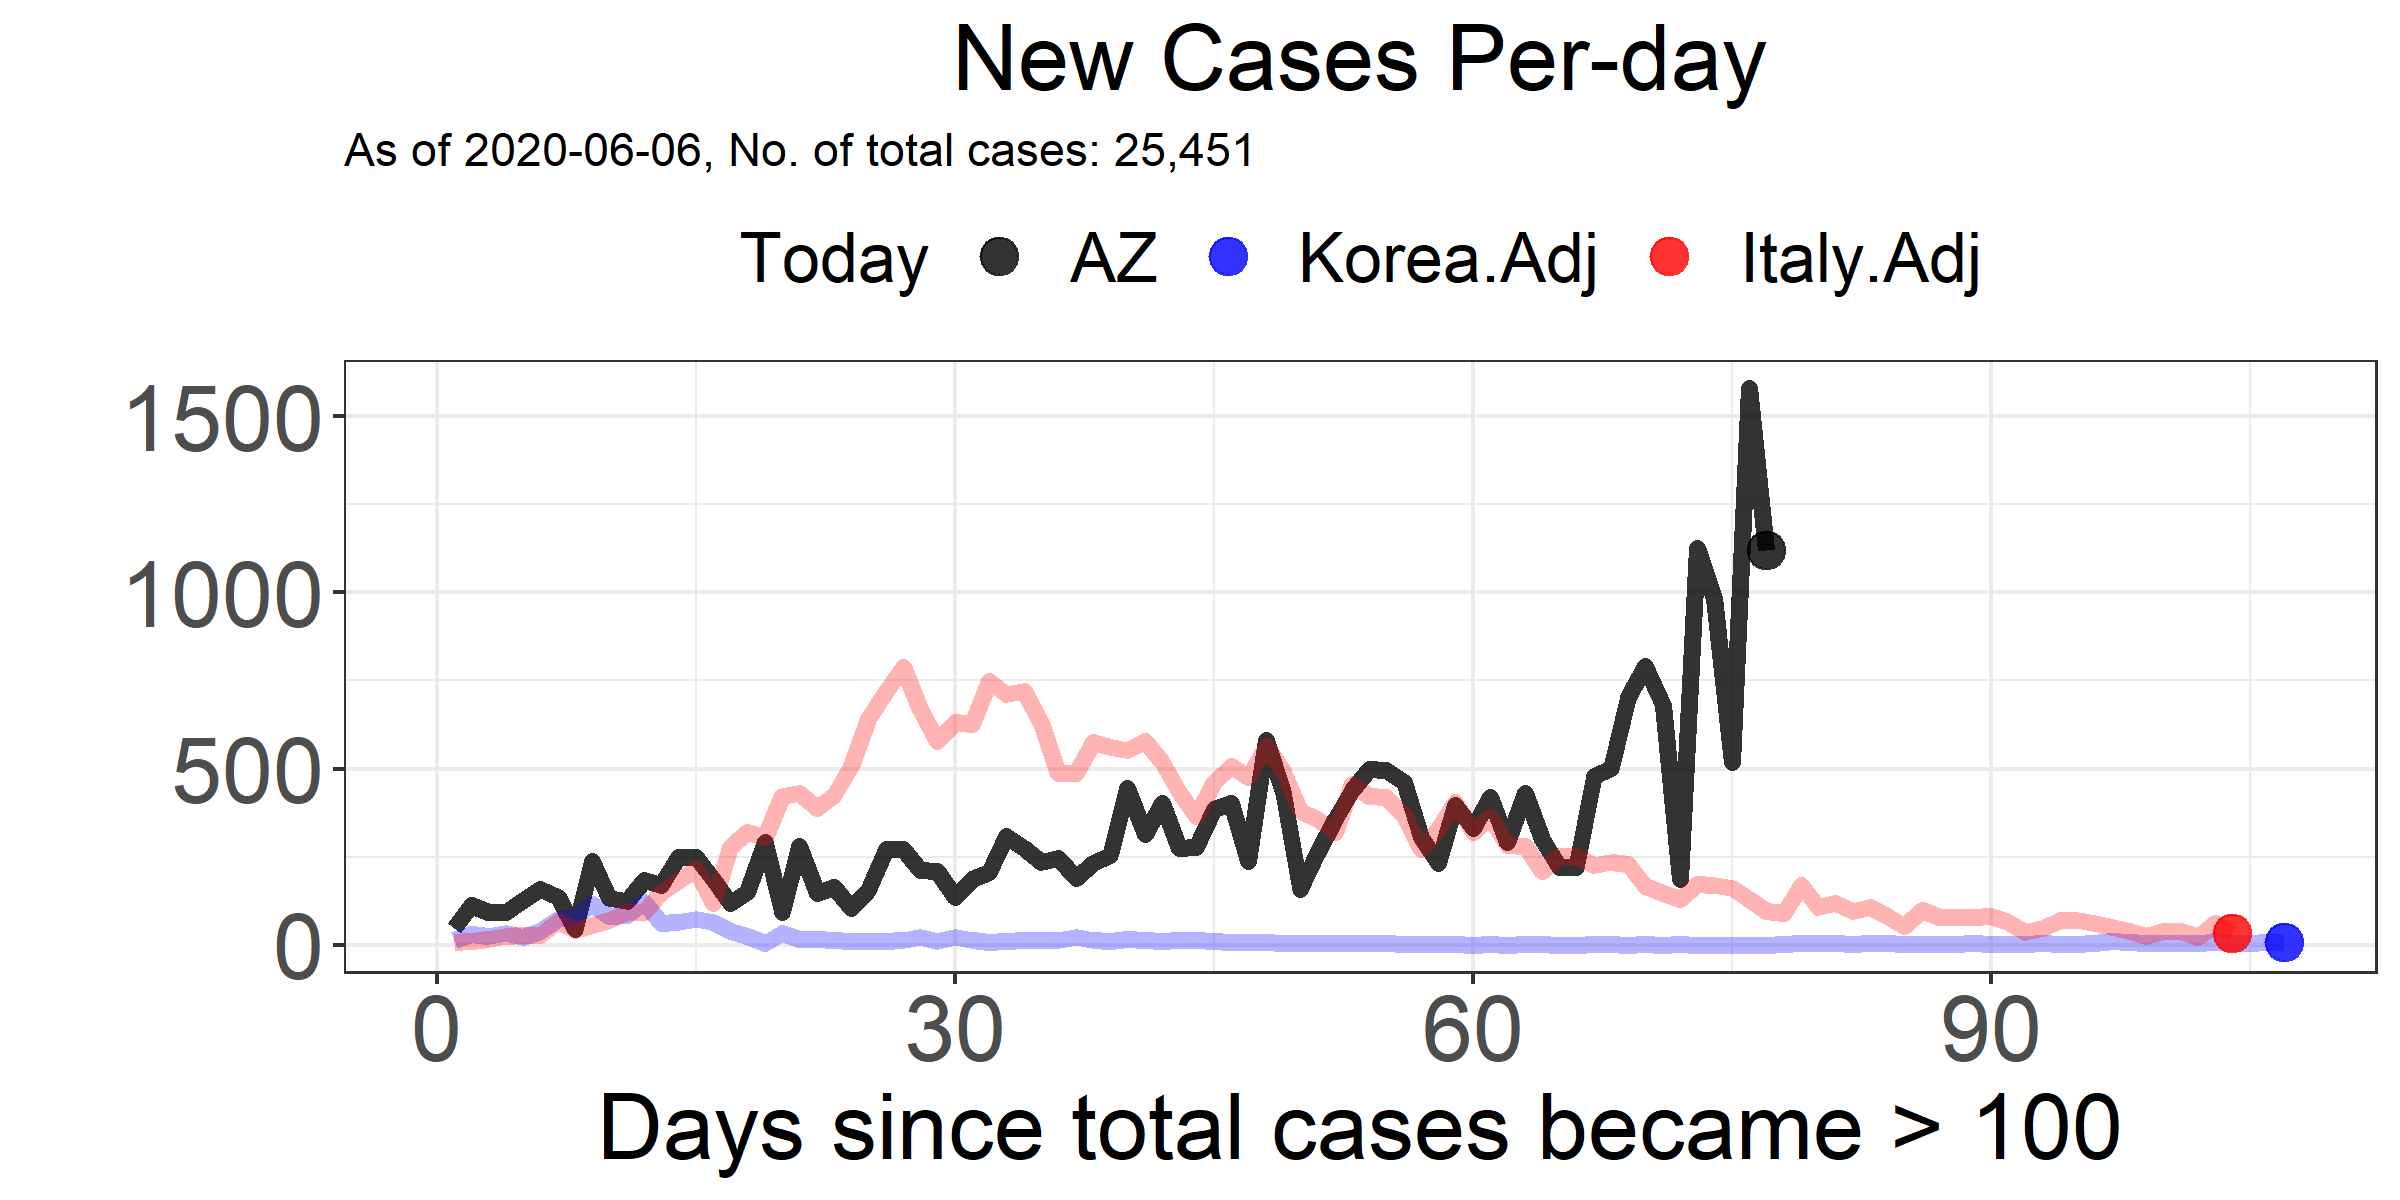 New Cases Per-day
As of 2020-06-06, No. of total cases: 25,451
Today AZ Korea.Adj Italy.Adj
1500
1000
500
0
0 30 60 90
Days since total cases became > 100